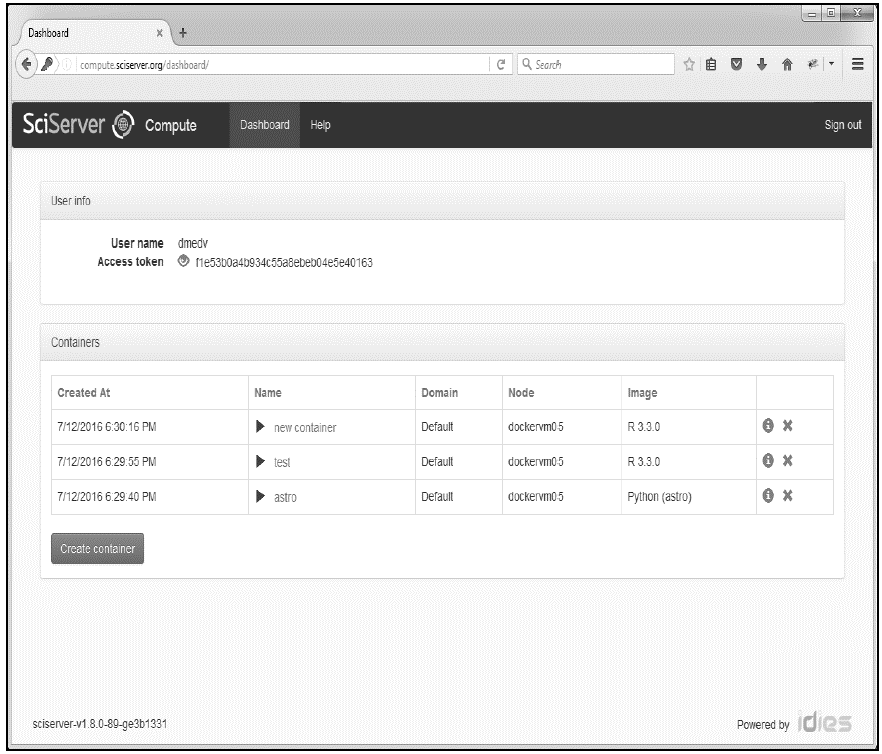 Dashboard
compute.sciserver.org/dashboard/
Search
SciServer Compute Dashboard Help Sign out
User info
User name dmedv
Access token f1e53b0a4b934c55a8ebeb04e5e40163
Containers
Created At Name Domain Node Image
7/12/2016 6:30:16 PM new container Default dockervm05 R 3.3.0
7/12/2016 6:29:55 PM test Default dockervm05 R 3.3.0
7/12/2016 6:29:40 PM astro Default dockervm05 Python (astro)
Create container
sciserver-v1.8.0-89-ge3b1331
Powered by idies